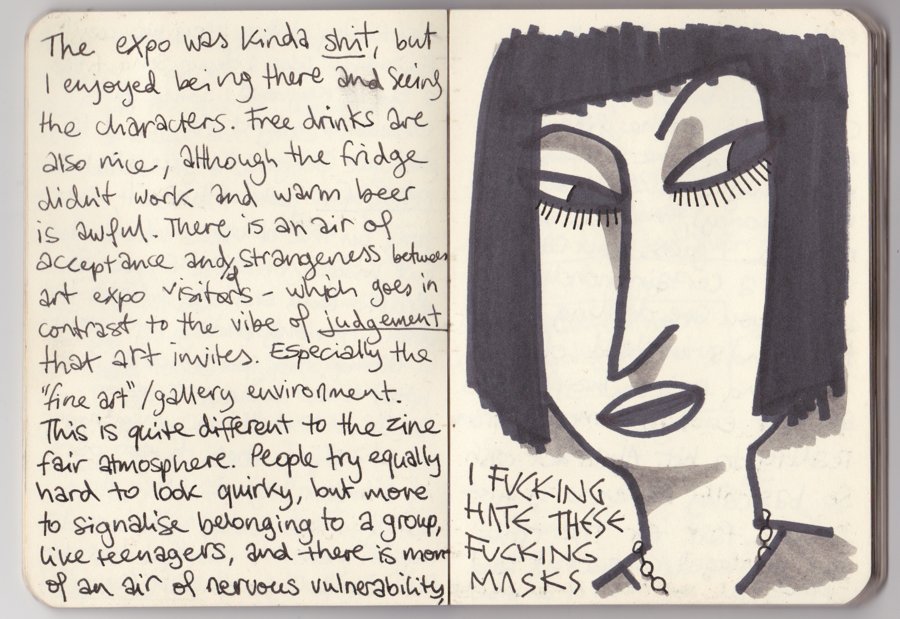 The expo was kinda shit, but
I enjoyed being there and seeing
the characters. Free drinks are
also nice, although the fridge
didn't work and warm beer
is awful. There is an air of
acceptance and strangeness between
art expo visitors - which goes in
contrast to the vibe of judgement
that art invites. Especially the
"fine art"/gallery environment.
This is quite different to the zine
fair atmosphere. People try equally
hard to look quirky, but more
to signalise belonging to a group,
like teenagers, and there is more
of an air of nervous vulnerability,
I FUCKING
HATE THESE
FUCKING
MASKS